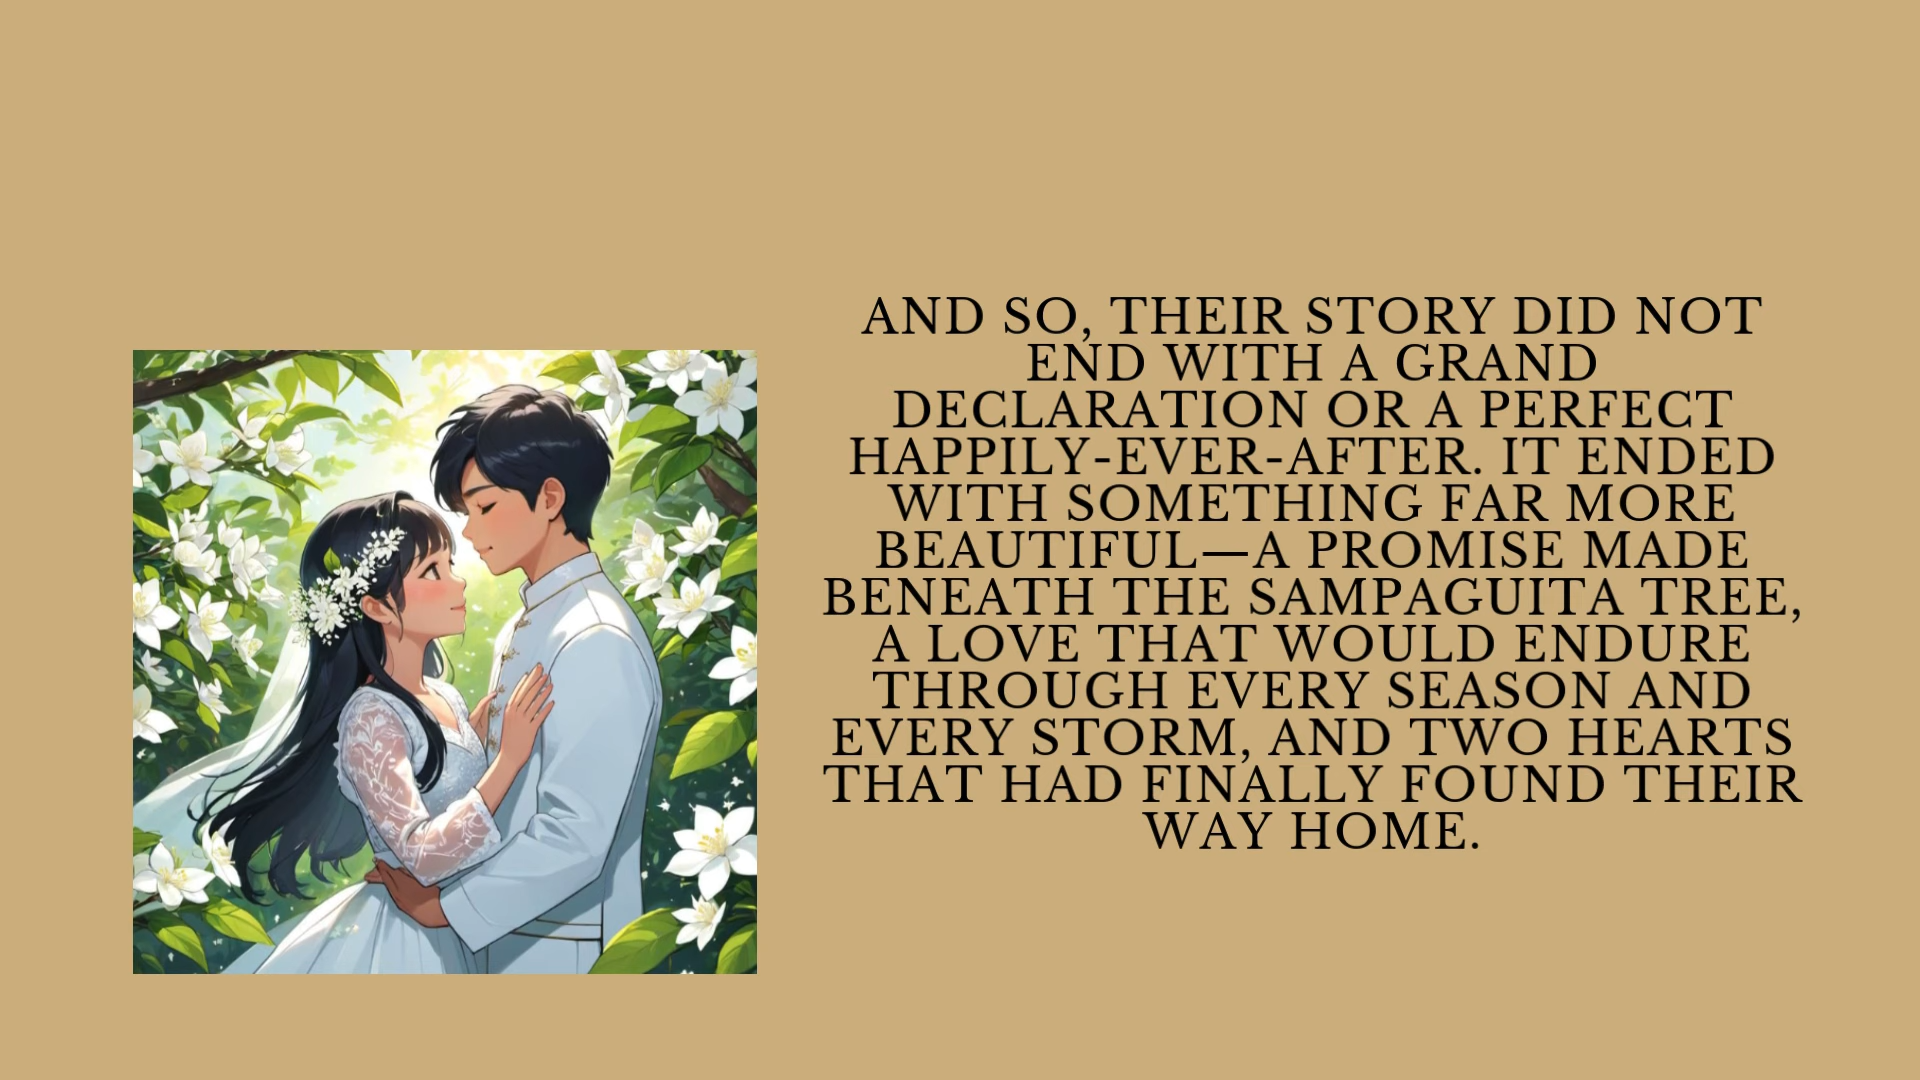 AND SO, THEIR STORY DID NOT
END WITH A GRAND
DECLARATION OR A PERFECT
HAPPILY-EVER-AFTER. IT ENDED
WITH SOMETHING FAR MORE
BEAUTIFUL—A PROMISE MADE
BENEATH THE SAMPAGUITA TREE,
A LOVE THAT WOULD ENDURE
THROUGH EVERY SEASON AND
EVERY STORM, AND TWO HEARTS
THAT HAD FINALLY FOUND THEIR
WAY HOME.